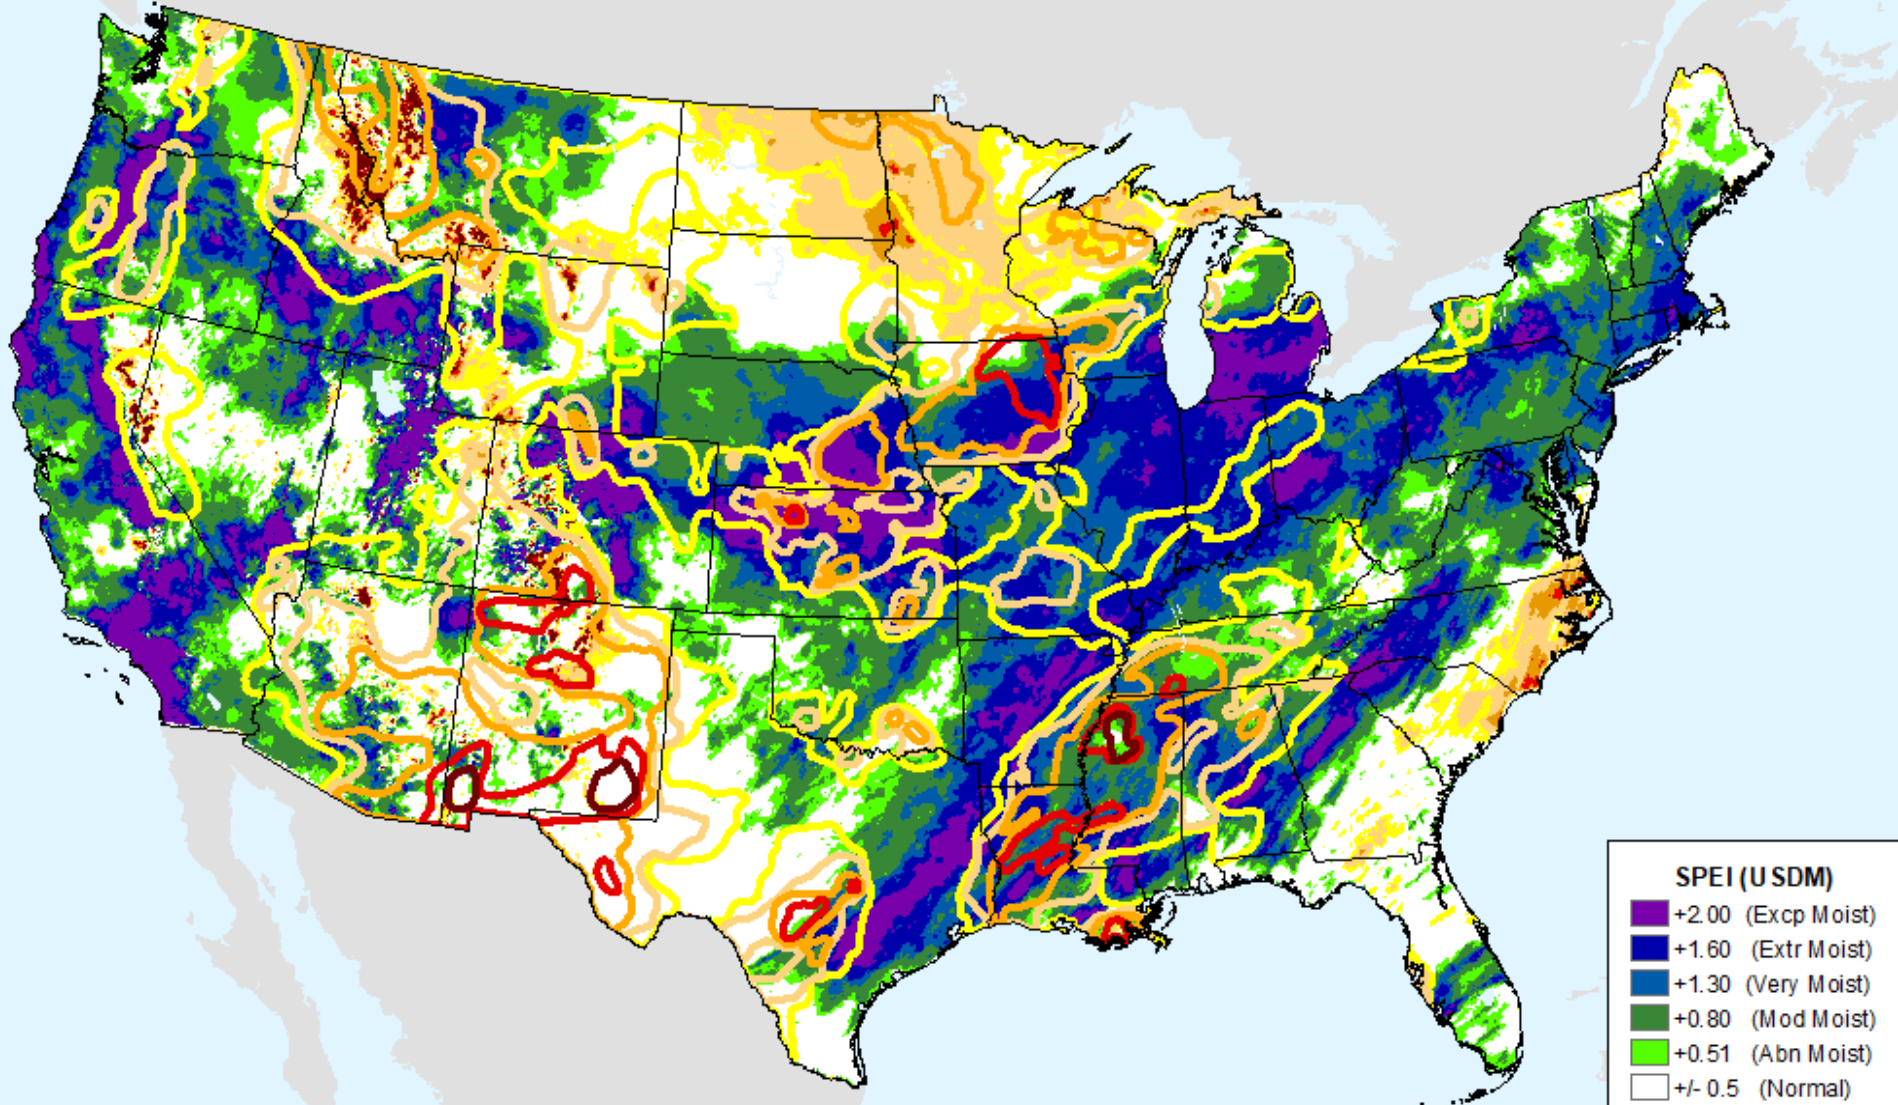 SPEI (USDM)
+2.00 (Excp Moist)
+1.60 (Extr Moist)
+1.30 (Very Moist)
+0.80 (Mod Moist)
+0.51 (Abn Moist)
+/- 0.5 (Normal)